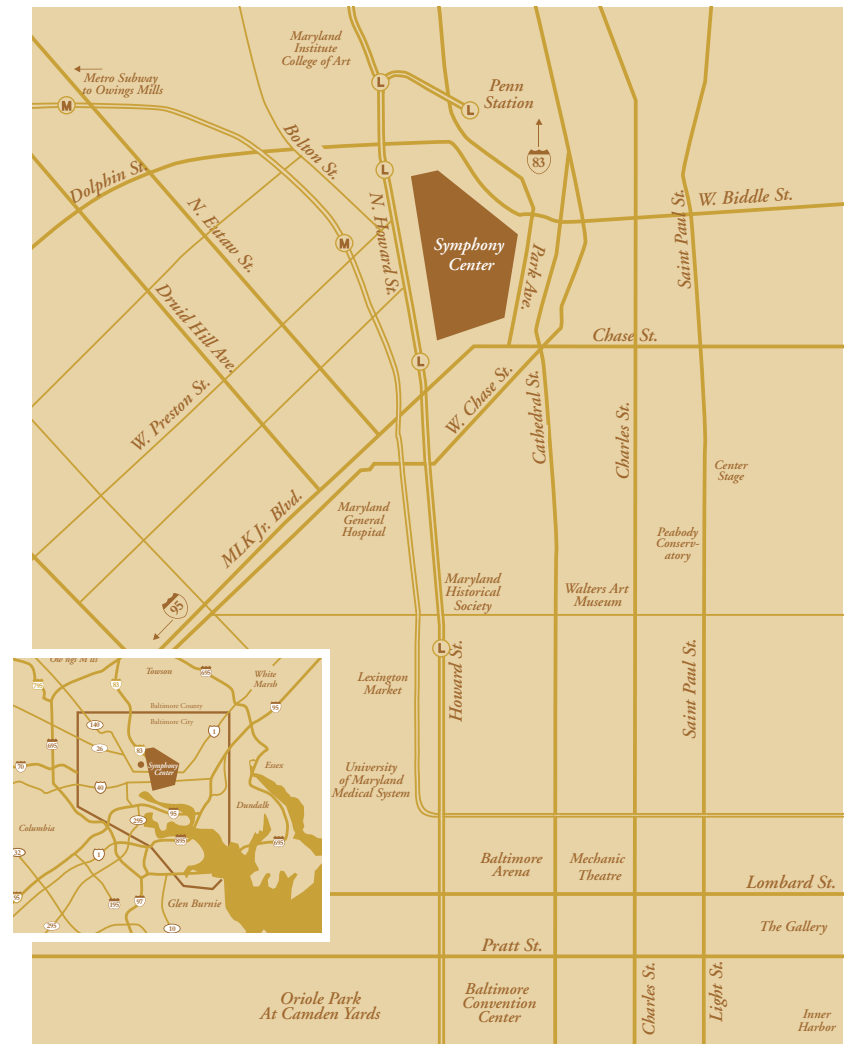 Maryland
Institute
College of Art
Metro Subway
to Owings Mills
M
L
L
Penn
Station
83
Bolton St.
Dolphin St.
L
N. Eutaw St.
N. Howard St.
M
Symphony
Center
Park Ave.
Saint Paul St.
W. Biddle St.
Druid Hill Ave.
Chase St.
L
W. Preston St.
W. Chase St.
Cathedral St.
Charles St.
Center
Stage
MLK Jr. Blvd.
Maryland
General
Hospital
Peabody
Conserv-
atory
95
Maryland
Historical
Society
Walters Art
Museum
L
Howard St.
Saint Paul St.
Lexington
Market
University
of Maryland
Medical System
Baltimore
Arena
Mechanic
Theatre
Lombard St.
The Gallery
Pratt St.
Oriole Park
At Camden Yards
Baltimore
Convention
Center
Charles St.
Light St.
Inner
Harbor
Owings Mills
Towson
695
White
Marsh
795
83
Baltimore County
Baltimore City
95
140
1
26
695
83
70
Symphony
Center
Essex
40
Dundalk
95
295
Columbia
895
695
32
1
95
195
97
Glen Burnie
295
10